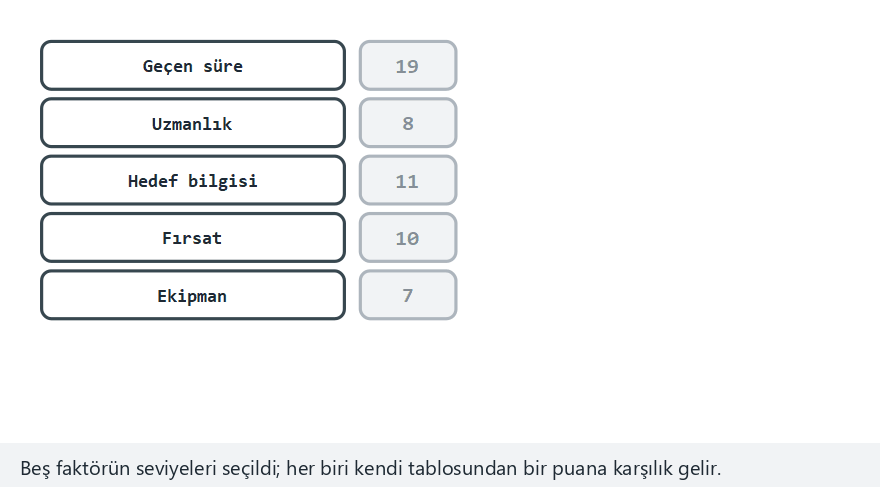 Geçen süre 19
Uzmanlık 8
Hedef bilgisi 11
Fırsat 10
Ekipman 7
Beş faktörün seviyeleri seçildi; her biri kendi tablosundan bir puana karşılık gelir.